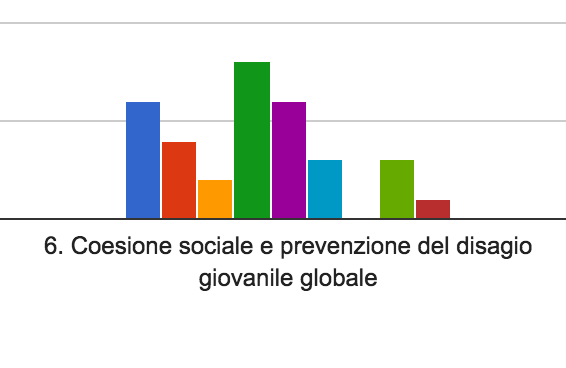 6. Coesione sociale e prevenzione del disagio
giovanile globale